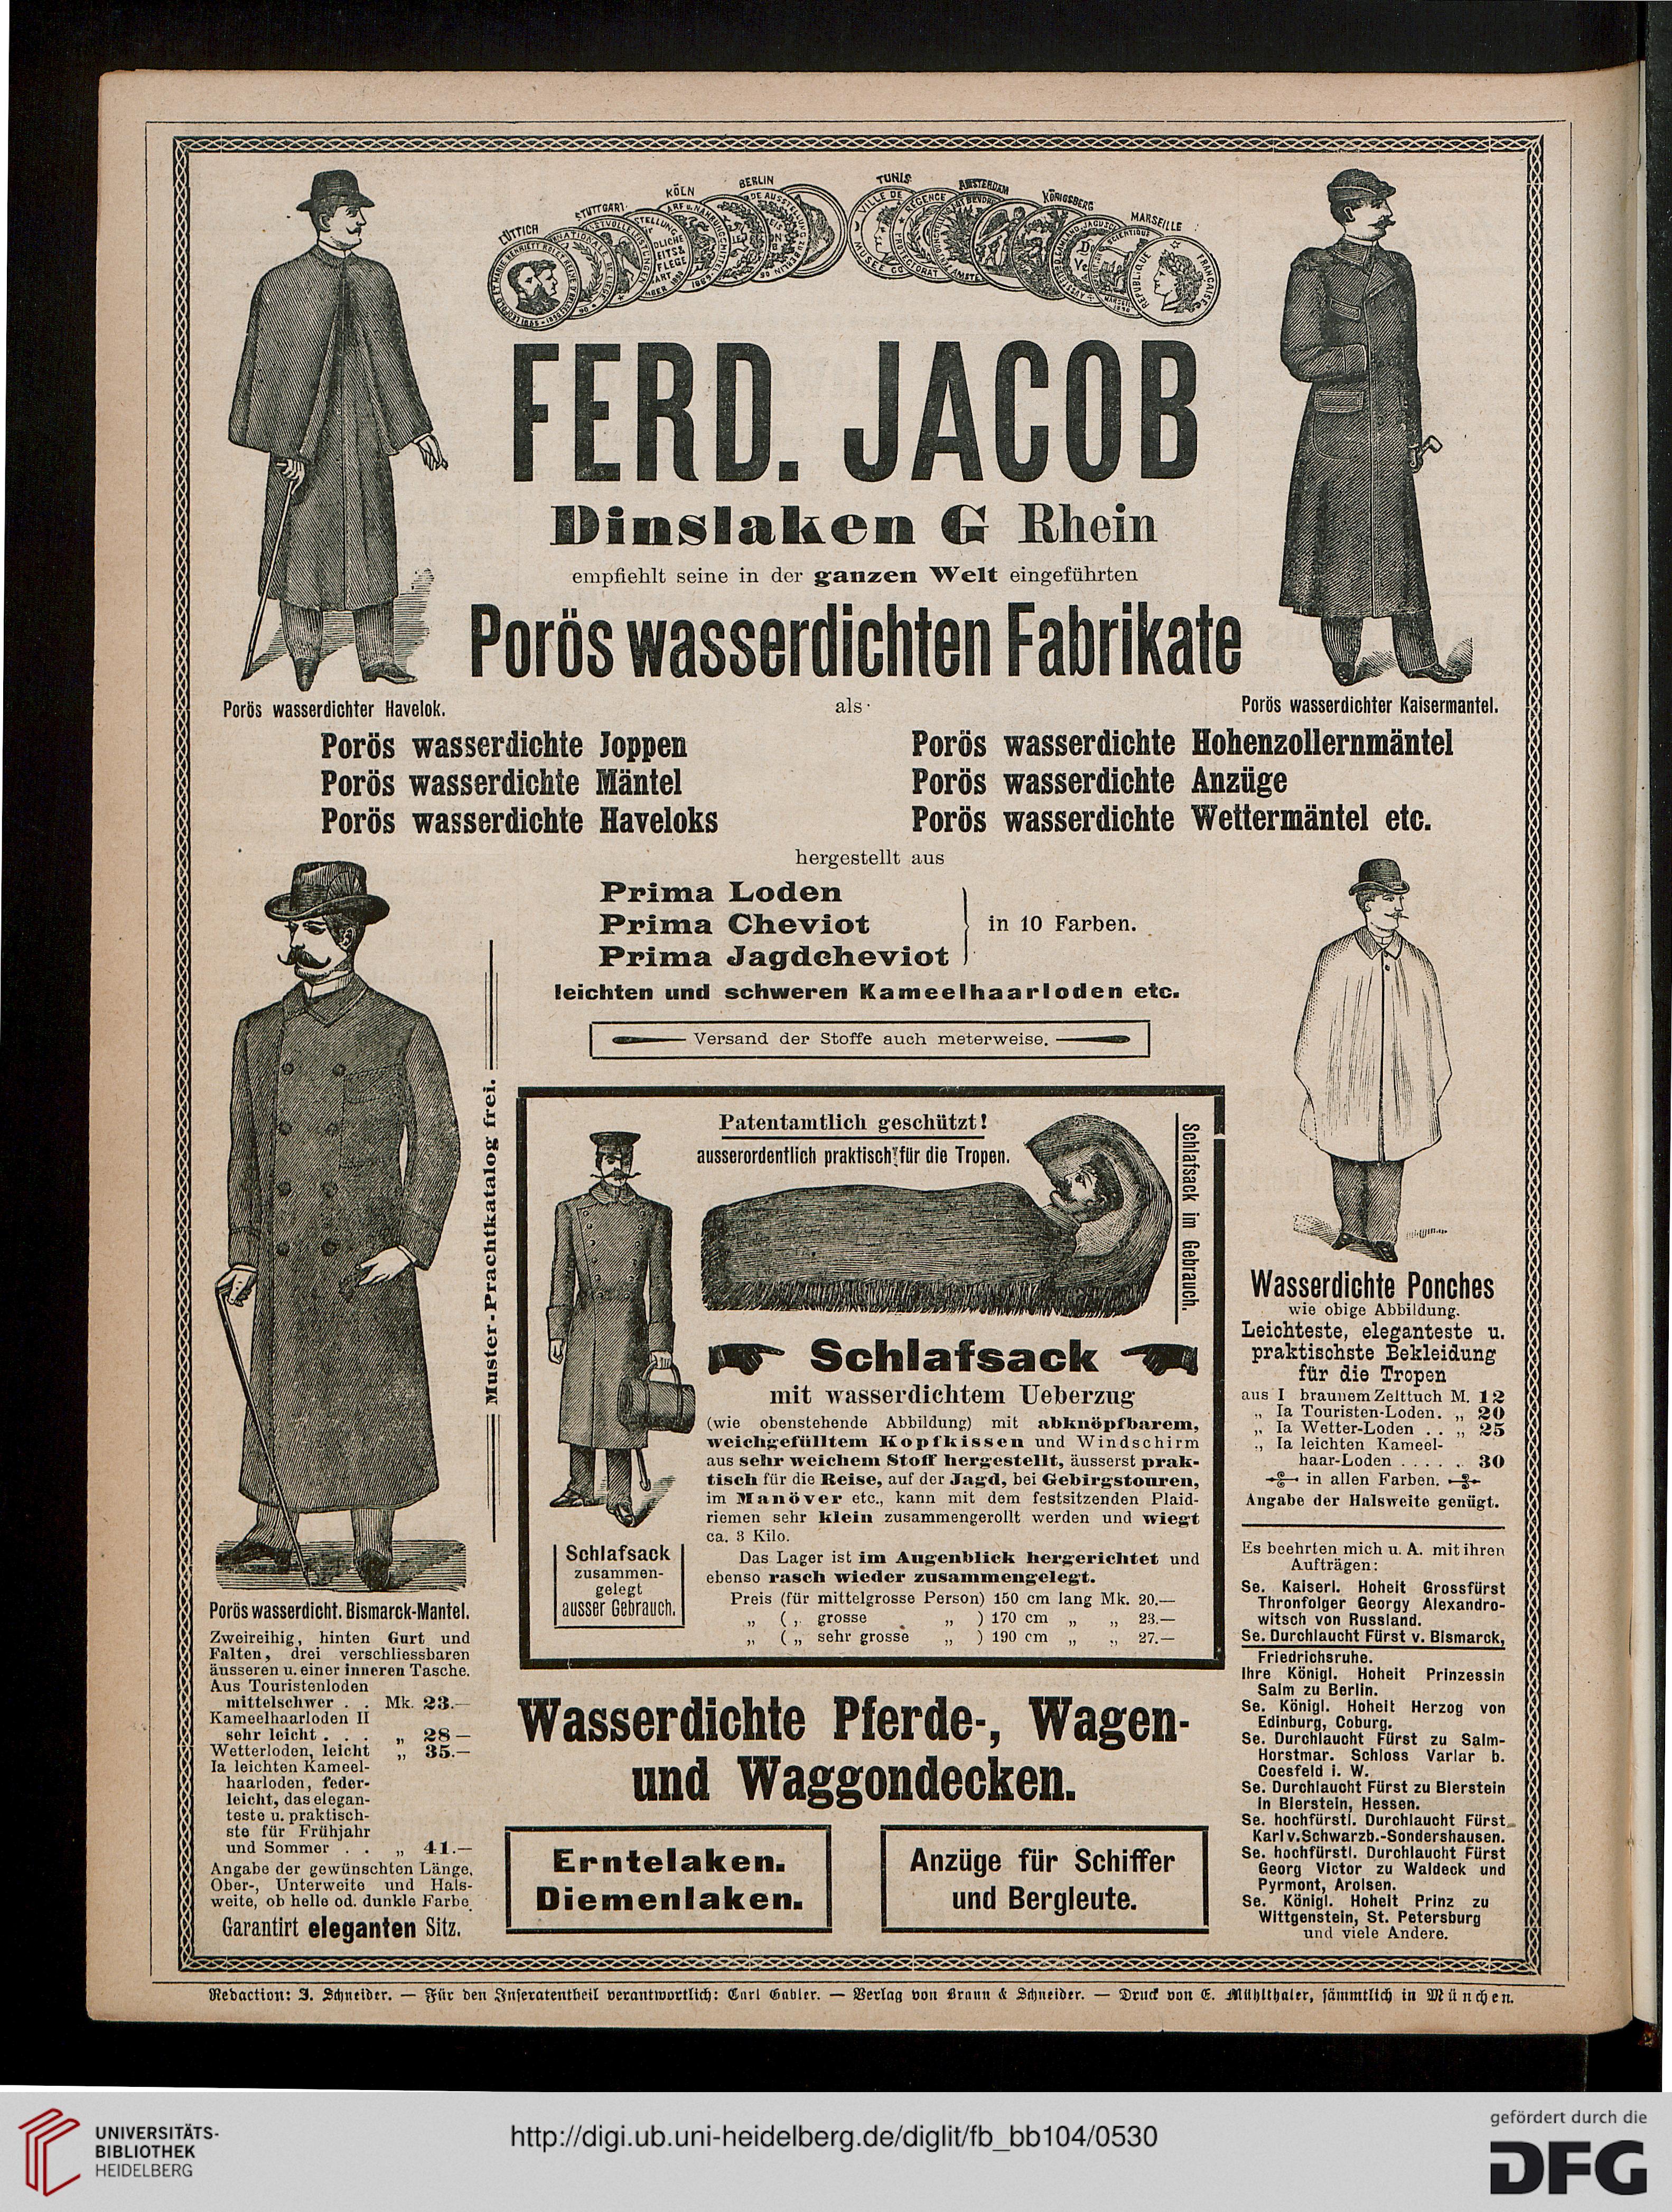 LÜTTICH
STUTTGART
KÖLN
BERLIN
TUNIS
AMSTERDAM
KÖNIGSBERG
MARSEILLE
FERD. JACOB
Dinslaken G Rhein
empfiehlt seine in der ganzen Welt eingeführten
Porös wasserdichten Fabrikate
Porös wasserdichter Havelok.
als
Porös wasserdichter Kaisermantel.
Porös wasserdichte Joppen
Porös wasserdichte Mäntel
Porös wasserdichte Haveloks
Porös wasserdichte Hohenzollernmäntel
Porös wasserdichte Anzüge
Porös wasserdichte Wettermäntel etc.
hergestellt aus
Prima Loden
Prima Cheviot
Prima Jagdcheviot
in 10 Farben.
leichten und schweren Kameelhaarloden etc.
Versand der Stoffe auch meterweise.
Muster-Prachtkatalog frei.
Patentamtlich geschützt!
ausserordentlich praktisch für die Tropen.
Schlafsack im Gebrauch.
Schlafsack
mit wasserdichtem Ueberzug
(wie obenstehende Abbildung) mit abknöpfbarem,
weichgefülltem Kopfkissen und Windschirm
aus sehr weichem Stoff hergestellt, äusserst prak-
tisch für die Reise, auf der Jagd, bei Gebirgstouren,
im Manöver etc., kann mit dem festsitzenden Plaid-
riemen sehr klein zusammengerollt werden und wiegt
ca. 3 Kilo.
Das Lager ist im Augenblick hergerichtet und
ebenso rasch wieder zusammengelegt.
Preis (für mittelgrosse Person) 150 cm lang Mk. 20.—
„ („ grosse „ ) 170 cm „ „ 23.—
„ („ sehr grosse „ ) 190 cm „ „ 27.—
Schlafsack
zusammen-
gelegt
ausser Gebrauch.
Porös wasserdicht. Bismarck-Mantel.
Zweireihig, hinten Gurt und
Falten, drei verschliessbaren
äusseren u. einer inneren Tasche.
Aus Touristenloden
mittelschwer . . Mk. 23.—
Kameelhaarloden II
sehr leicht . . . „ 28 —
Wetterloden, leicht „ 35.—
Ia leichten Kameel-
haarloden, feder-
leicht, das elegan-
teste u. praktisch-
ste für Frühjahr
und Sommer . . „ 41.—
Angabe der gewünschten Länge,
Ober-, Unterweite und Hals-
weite, ob helle od. dunkle Farbe.
Garantirt eleganten Sitz.
Wasserdichte Pferde-, Wagen-
und Waggondecken.
Erntelaken.
Diemenlaken.
Anzüge für Schiffer
und Bergleute.
Wasserdichte Ponches
wie obige Abbildung.
Leichteste, eleganteste u.
praktischste Bekleidung
für die Tropen
aus I braunem Zelttuch M. 12
„ Ia Touristen-Loden. „ 20
„ Ia Wetter-Loden . . „ 25
„ Ia leichten Kameel-
haar-Loden . . . . . 30
in allen Farben.
Angabe der Halsweite genügt.
Es beehrten mich u. A. mit ihren
Aufträgen:
Se. Kaiserl. Hoheit Grossfürst
Thronfolger Georgy Alexandro-
witsch von Russland.
Se. Durchlaucht Fürst v. Bismarck,
Friedrichsruhe.
Ihre Königl. Hoheit Prinzessin
Salm zu Berlin.
Se. Königl. Hoheit Herzog von
Edinburg, Coburg.
Se. Durchlaucht Fürst zu Salm-
Horstmar. Schloss Varlar b.
Coesfeld i. W.
Se. Durchlaucht Fürst zu Bierstein
in Bierstein, Hessen.
Se. hochfürstl. Durchlaucht Fürst
Karl v. Schwarzb.-Sondershausen.
Se. hochfürstl. Durchlaucht Fürst
Georg Victor zu Waldeck und
Pyrmont, Arolsen.
Se. Königl. Hoheit Prinz zu
Wittgenstein, St. Petersburg
und viele Andere.
Redaction: J. Schneider. — Für den Inseratentheil verantwortlich: Carl Gabler. — Verlag von Braun & Schneider. — Druck von E. Mühlthaler, sämmtlich in München.
UNIVERSITÄTS-
BIBLIOTHEK
HEIDELBERG
http://digi.ub.uni-heidelberg.de/diglit/fb_bb104/0530
gefördert durch die
DFG